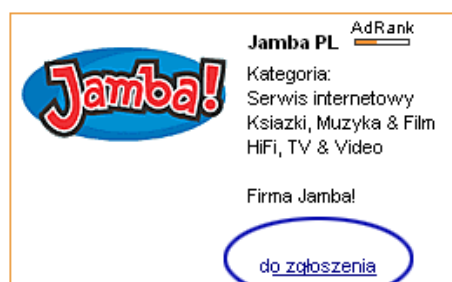 Jamba!
Jamba PL AdRank
Kategoria:
Serwis internetowy
Ksiazki, Muzyka & Film
HiFi, TV & Video
Firma Jamba!
do zgłoszenia